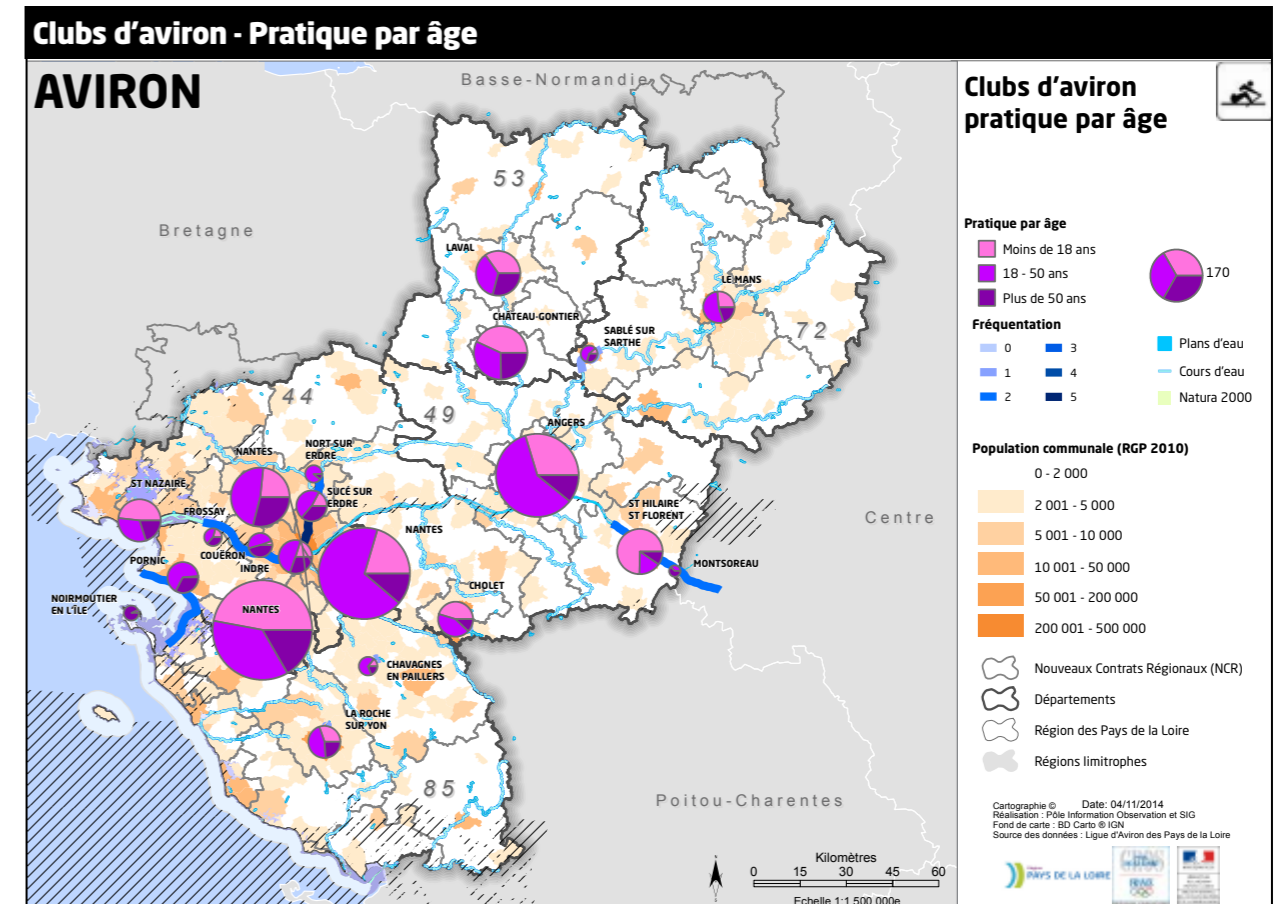 Clubs d'aviron - Pratique par âge
AVIRON
Basse-Normandie
Bretagne
Centre
Poitou-Charentes
53
72
44
49
85
LAVAL
LE MANS
CHÂTEAU-GONTIER
SABLÉ SUR
SARTHE
ANGERS
NANTES
NORT SUR
ERDRE
ST NAZAIRE
SUCÉ SUR
ERDRE
FROSSAY
NANTES
ST HILAIRE
ST FLORENT
COUËRON
INDRE
PORNIC
MONTSOREAU
CHOLET
NOIRMOUTIER
EN L'ÎLE
NANTES
CHAVAGNES
EN PAILLERS
LA ROCHE
SUR YON
Kilomètres
0 15 30 45 60
Echelle 1:1 500 000e
Clubs d'aviron
pratique par âge
Pratique par âge
Moins de 18 ans
18 - 50 ans
Plus de 50 ans
170
Fréquentation
0
1
2
3
4
5
Plans d'eau
Cours d'eau
Natura 2000
Population communale (RGP 2010)
0 - 2 000
2 001 - 5 000
5 001 - 10 000
10 001 - 50 000
50 001 - 200 000
200 001 - 500 000
Nouveaux Contrats Régionaux (NCR)
Départements
Région des Pays de la Loire
Régions limitrophes
Cartographie © Date: 04/11/2014
Réalisation : Pôle Information Observation et SIG
Fond de carte : BD Carto ® IGN
Source des données : Ligue d'Aviron des Pays de la Loire
PAYS DE LA LOIRE